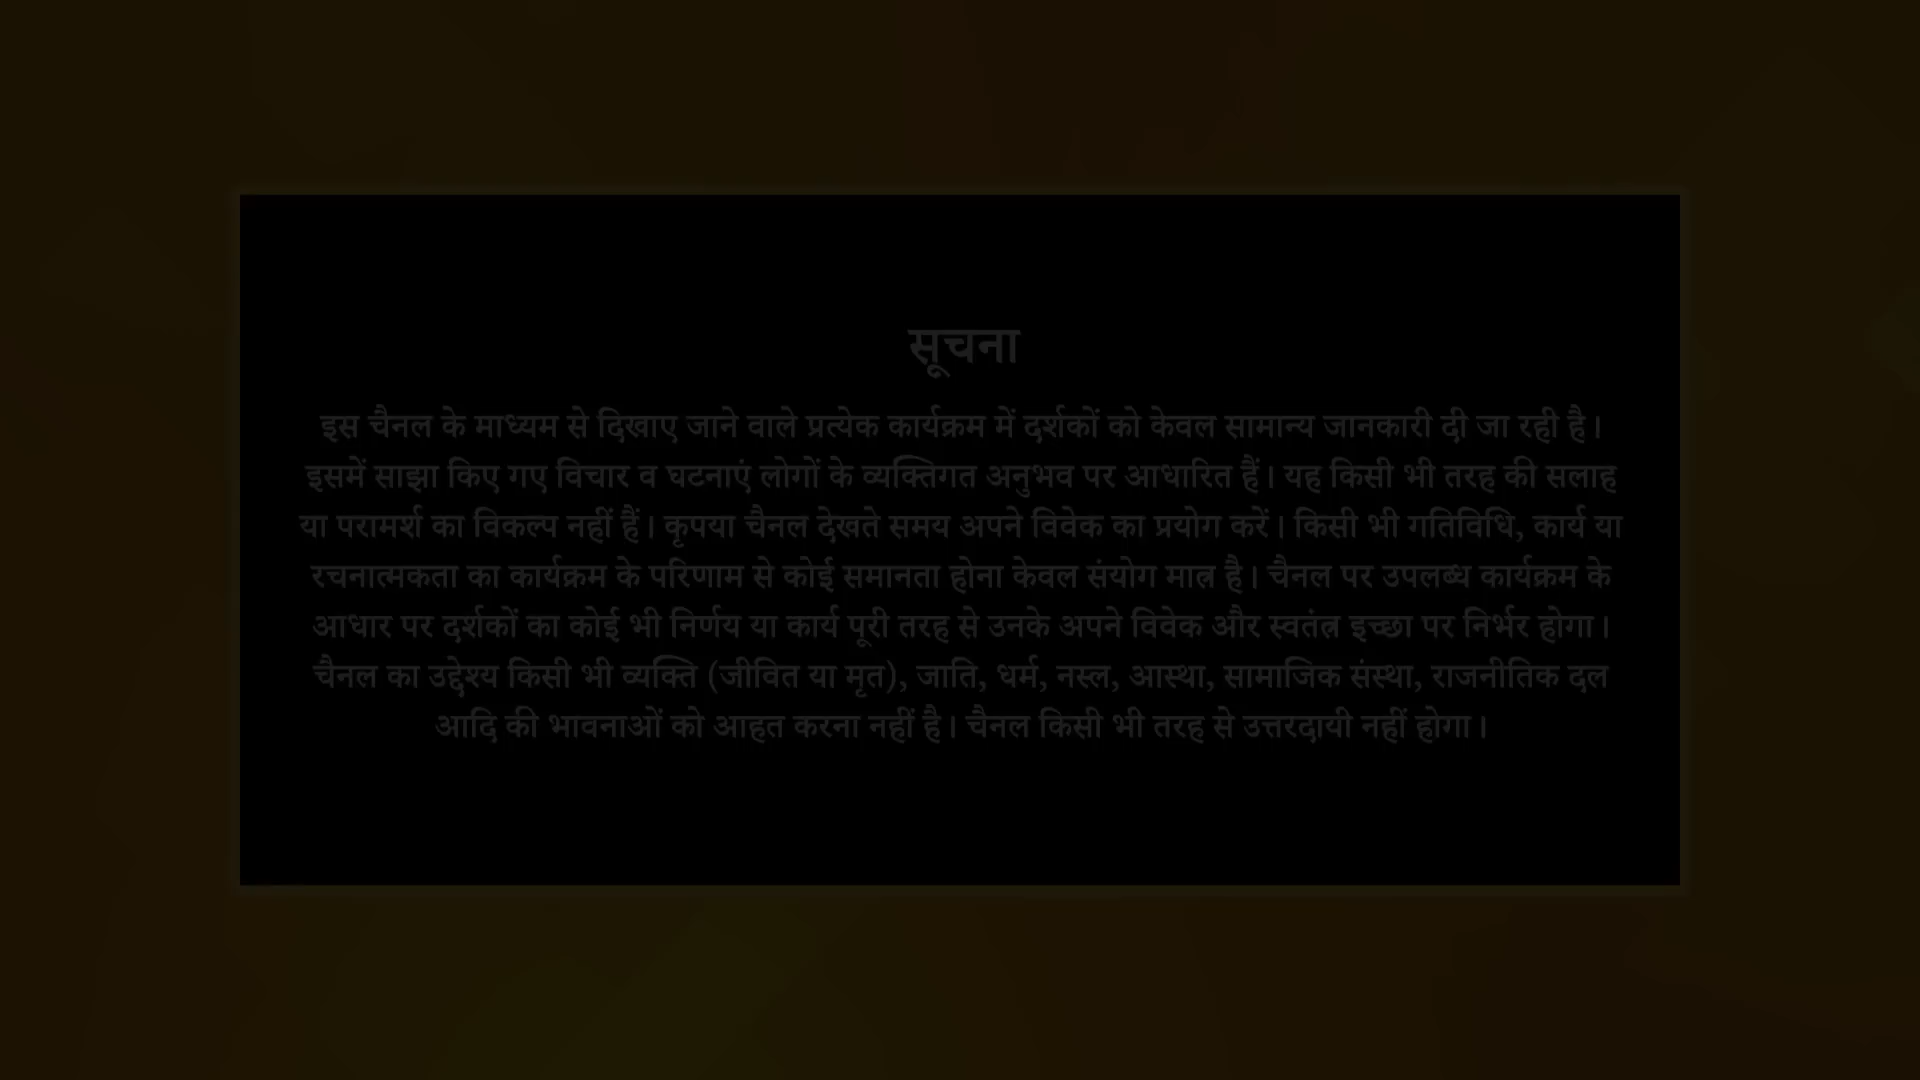 सूचना
इस चैनल के माध्यम से दिखाए जाने वाले प्रत्येक कार्यक्रम में दर्शकों को केवल सामान्य जानकारी दी जा रही है।
इसमें साझा किए गए विचार व घटनाएं लोगों के व्यक्तिगत अनुभव पर आधारित हैं। यह किसी भी तरह की सलाह
या परामर्श का विकल्प नहीं हैं। कृपया चैनल देखते समय अपने विवेक का प्रयोग करें। किसी भी गतिविधि, कार्य या
रचनात्मकता का कार्यक्रम के परिणाम से कोई समानता होना केवल संयोग मात्र है। चैनल पर उपलब्ध कार्यक्रम के
आधार पर दर्शकों का कोई भी निर्णय या कार्य पूरी तरह से उनके अपने विवेक और स्वतंत्र इच्छा पर निर्भर होगा।
चैनल का उद्देश्य किसी भी व्यक्ति (जीवित या मृत), जाति, धर्म, नस्ल, आस्था, सामाजिक संस्था, राजनीतिक दल
आदि की भावनाओं को आहत करना नहीं है। चैनल किसी भी तरह से उत्तरदायी नहीं होगा।